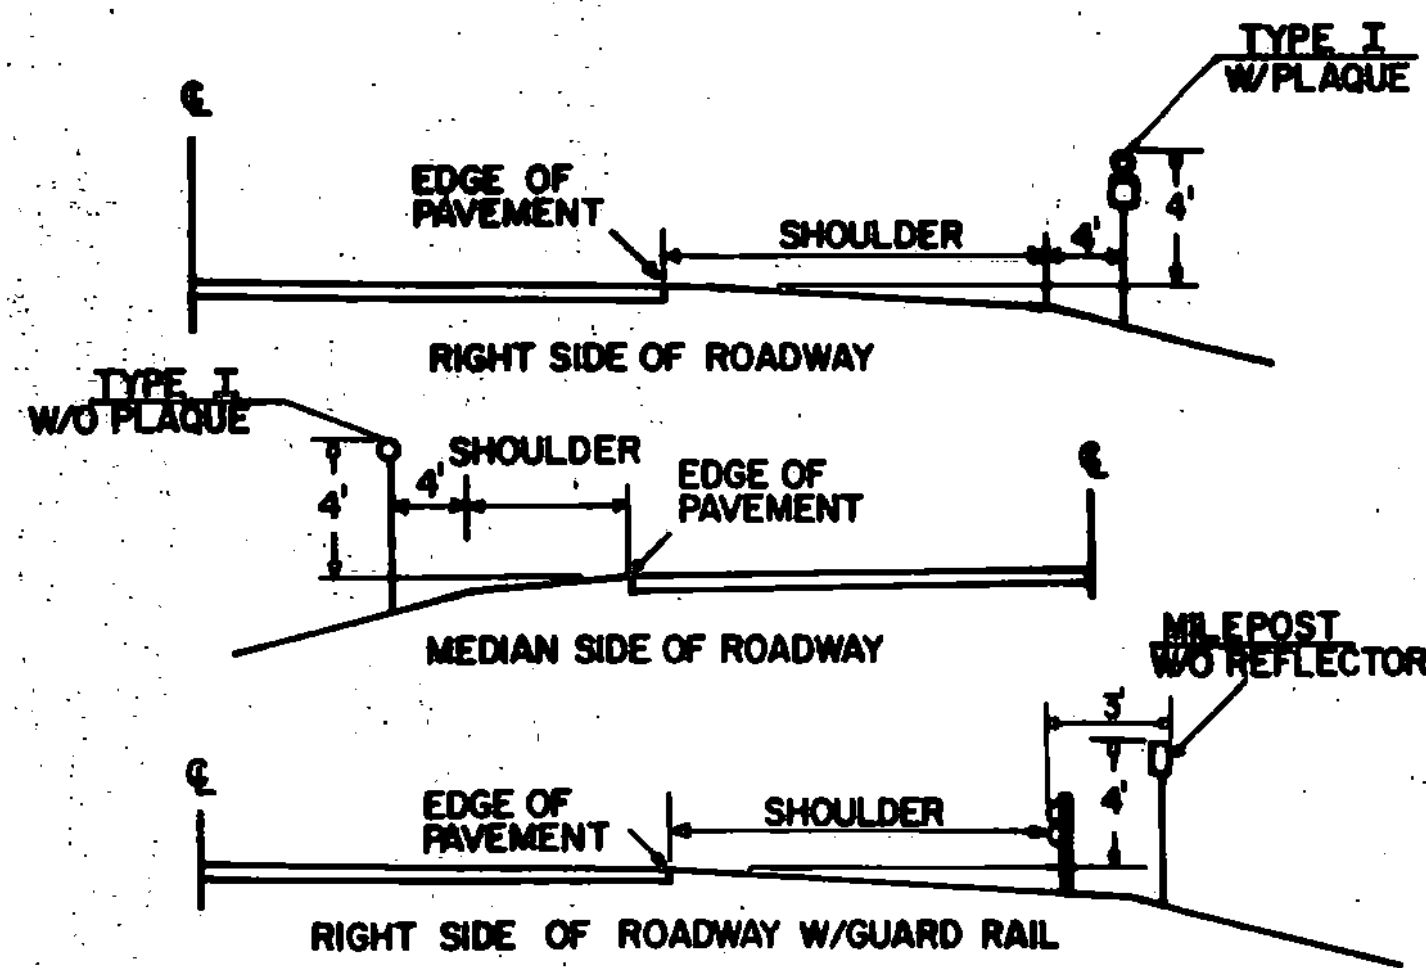 TYPE I
W/PLAQUE
℄
EDGE OF
PAVEMENT
SHOULDER
4'
4'
RIGHT SIDE OF ROADWAY
TYPE I
W/O PLAQUE
SHOULDER
4'
4'
EDGE OF
PAVEMENT
℄
MEDIAN SIDE OF ROADWAY
MILEPOST
W/O REFLECTOR
3'
4'
℄
EDGE OF
PAVEMENT
SHOULDER
RIGHT SIDE OF ROADWAY W/GUARD RAIL